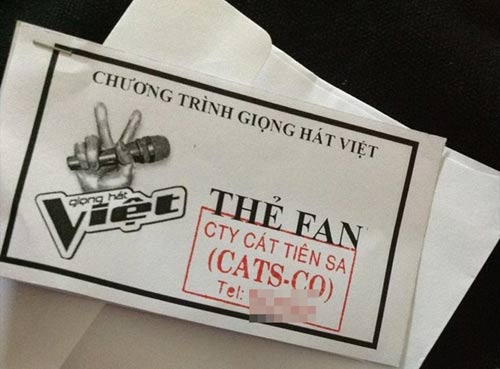 CHƯƠNG TRÌNH GIỌNG HÁT VIỆT
giọng hát
Việt
THẺ FAN
CTY CÁT TIÊN SA
(CATS-CO)
Tel: